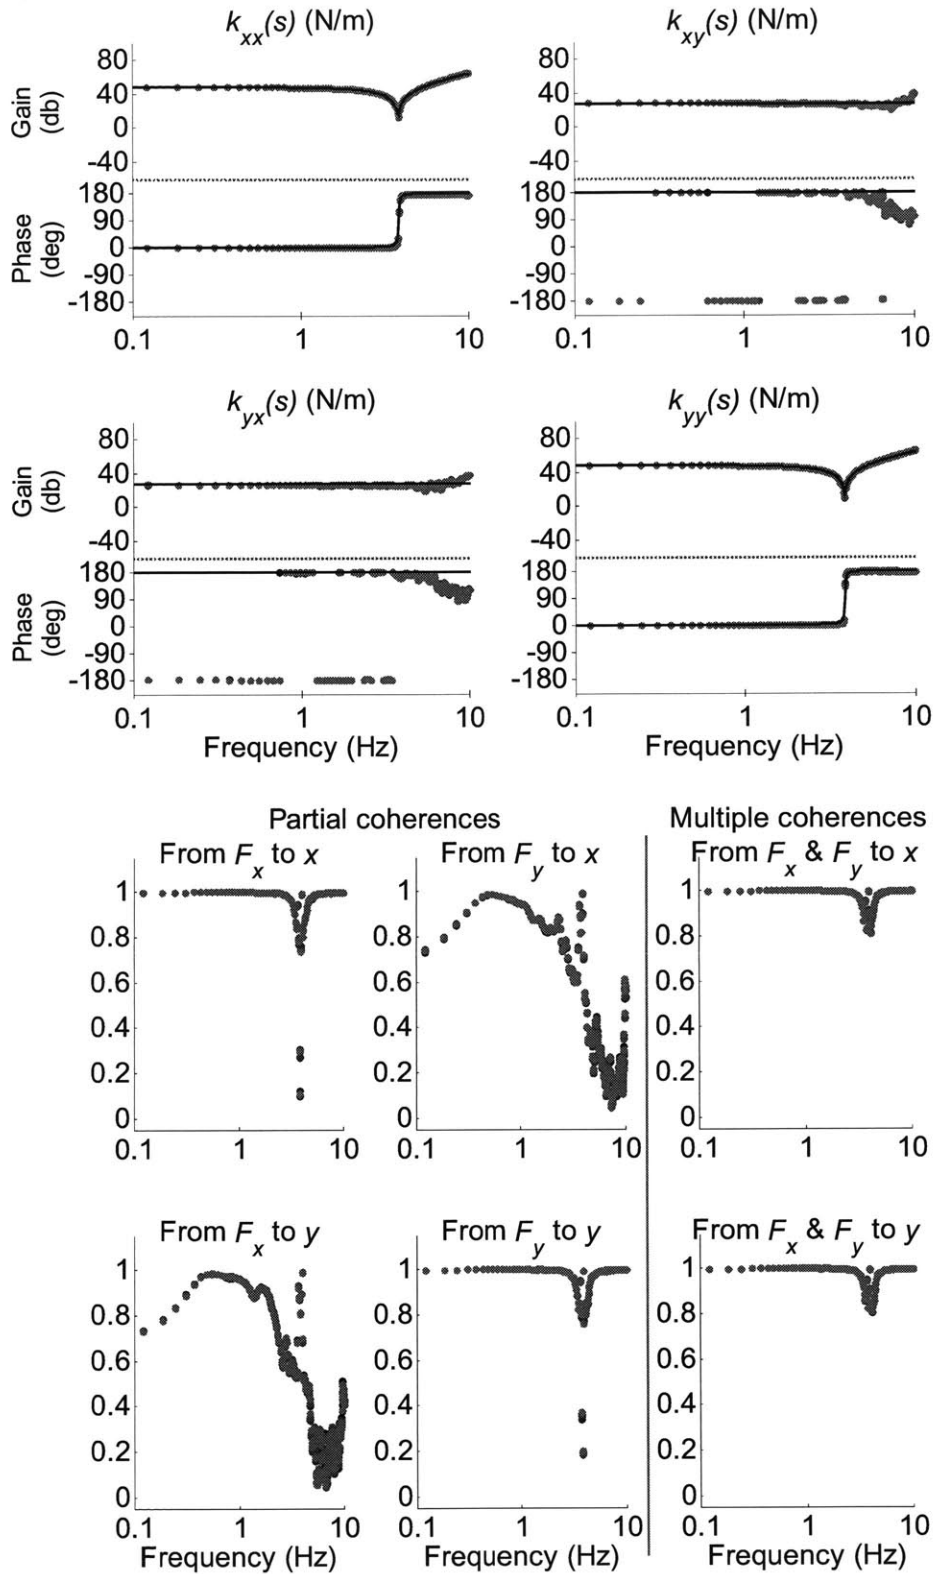 k_xx(s) (N/m)
k_xy(s) (N/m)
Gain (db)
80
40
0
-40
80
40
0
-40
Phase (deg)
180
90
0
-90
-180
180
90
0
-90
-180
0.1 1 10
0.1 1 10
k_yx(s) (N/m)
k_yy(s) (N/m)
Gain (db)
80
40
0
-40
80
40
0
-40
Phase (deg)
180
90
0
-90
-180
180
90
0
-90
-180
0.1 1 10
0.1 1 10
Frequency (Hz)
Frequency (Hz)
Partial coherences
Multiple coherences
From F_x to x
From F_y to x
From F_x & F_y to x
1
0.8
0.6
0.4
0.2
0
1
0.8
0.6
0.4
0.2
0
1
0.8
0.6
0.4
0.2
0
0.1 1 10
0.1 1 10
0.1 1 10
From F_x to y
From F_y to y
From F_x & F_y to y
1
0.8
0.6
0.4
0.2
0
1
0.8
0.6
0.4
0.2
0
1
0.8
0.6
0.4
0.2
0
0.1 1 10
0.1 1 10
0.1 1 10
Frequency (Hz)
Frequency (Hz)
Frequency (Hz)